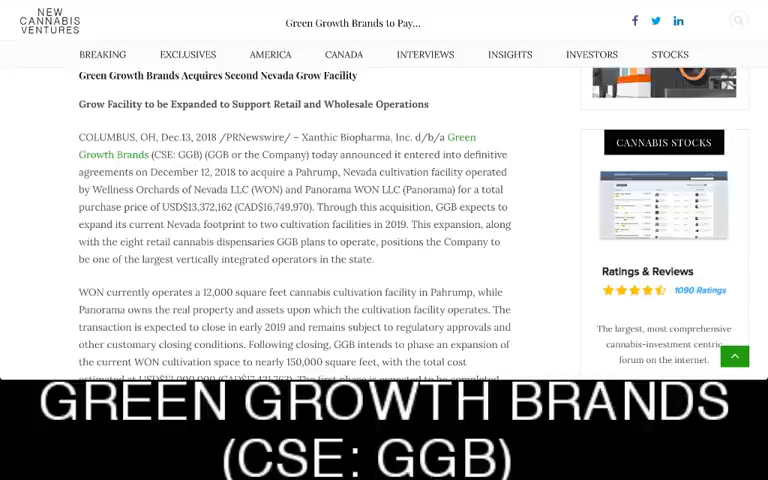 NEW
CANNABIS
VENTURES
Green Growth Brands to Pay...
BREAKING EXCLUSIVES AMERICA CANADA INTERVIEWS INSIGHTS INVESTORS STOCKS
Green Growth Brands Acquires Second Nevada Grow Facility
Grow Facility to be Expanded to Support Retail and Wholesale Operations
COLUMBUS, OH, Dec.13, 2018 /PRNewswire/ – Xanthic Biopharma, Inc. d/b/a Green
Growth Brands (CSE: GGB) (GGB or the Company) today announced it entered into definitive
agreements on December 12, 2018 to acquire a Pahrump, Nevada cultivation facility operated
by Wellness Orchards of Nevada LLC (WON) and Panorama WON LLC (Panorama) for a total
purchase price of USD$13,372,162 (CAD$16,749,970). Through this acquisition, GGB expects to
expand its current Nevada footprint to two cultivation facilities in 2019. This expansion, along
with the eight retail cannabis dispensaries GGB plans to operate, positions the Company to
be one of the largest vertically integrated operators in the state.
WON currently operates a 12,000 square feet cannabis cultivation facility in Pahrump, while
Panorama owns the real property and assets upon which the cultivation facility operates. The
transaction is expected to close in early 2019 and remains subject to regulatory approvals and
other customary closing conditions. Following closing, GGB intends to phase an expansion of
the current WON cultivation space to nearly 150,000 square feet, with the total cost
CANNABIS STOCKS
Ratings & Reviews
1090 Ratings
The largest, most comprehensive
cannabis-investment centric
forum on the internet.
GREEN GROWTH BRANDS
(CSE: GGB)